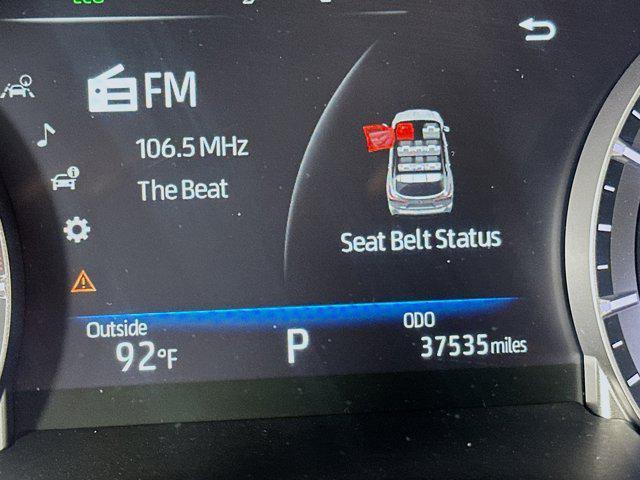 FM
106.5 MHz
The Beat
Seat Belt Status
Outside
92°F
P
ODO
37535 miles